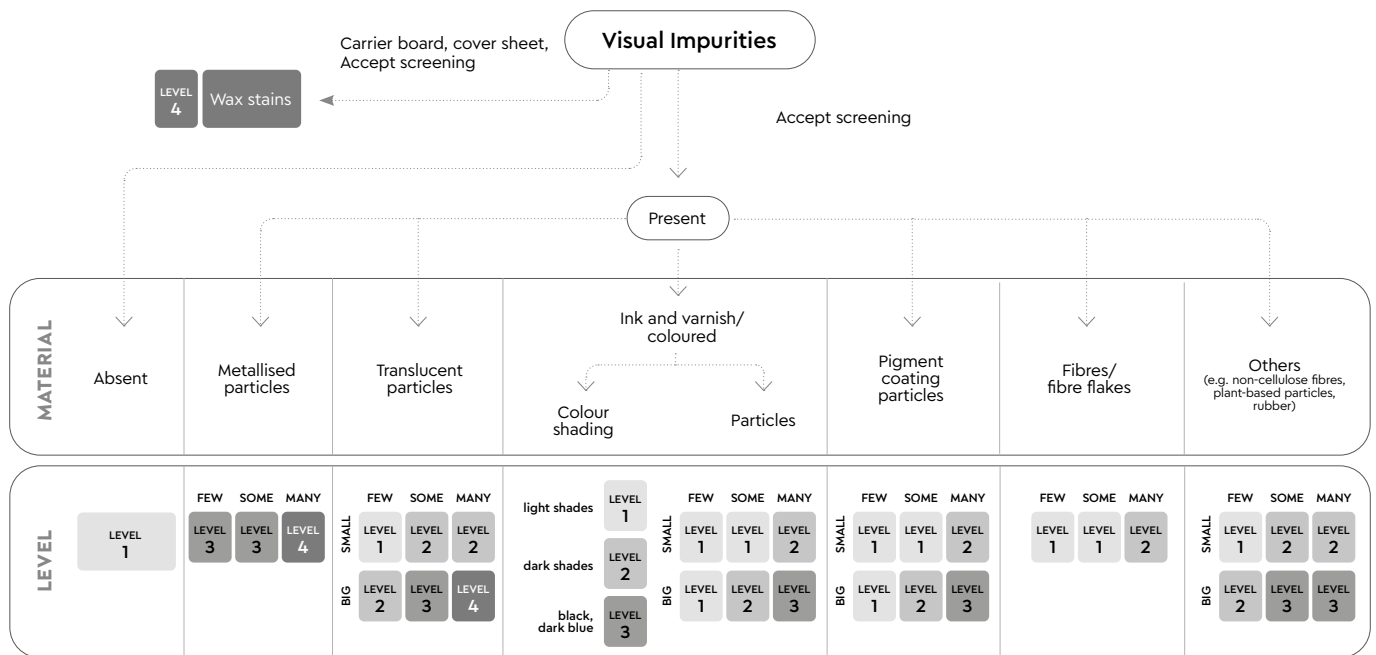 Visual Impurities
Carrier board, cover sheet,
Accept screening
LEVEL
4
Wax stains
Accept screening
Present
MATERIAL
Absent
Metallised
particles
Translucent
particles
Ink and varnish/
coloured
Colour
shading
Particles
Pigment
coating
particles
Fibres/
fibre flakes
Others
(e.g. non-cellulose fibres,
plant-based particles,
rubber)
LEVEL
LEVEL
1
FEW SOME MANY
LEVEL LEVEL LEVEL
3 3 4
FEW SOME MANY
SMALL
LEVEL LEVEL LEVEL
1 2 2
BIG
LEVEL LEVEL LEVEL
2 3 4
light shades
LEVEL
1
dark shades
LEVEL
2
black,
dark blue
LEVEL
3
FEW SOME MANY
SMALL
LEVEL LEVEL LEVEL
1 1 2
BIG
LEVEL LEVEL LEVEL
1 2 3
FEW SOME MANY
SMALL
LEVEL LEVEL LEVEL
1 1 2
BIG
LEVEL LEVEL LEVEL
1 2 3
FEW SOME MANY
LEVEL LEVEL LEVEL
1 1 2
FEW SOME MANY
SMALL
LEVEL LEVEL LEVEL
1 2 2
BIG
LEVEL LEVEL LEVEL
2 3 3